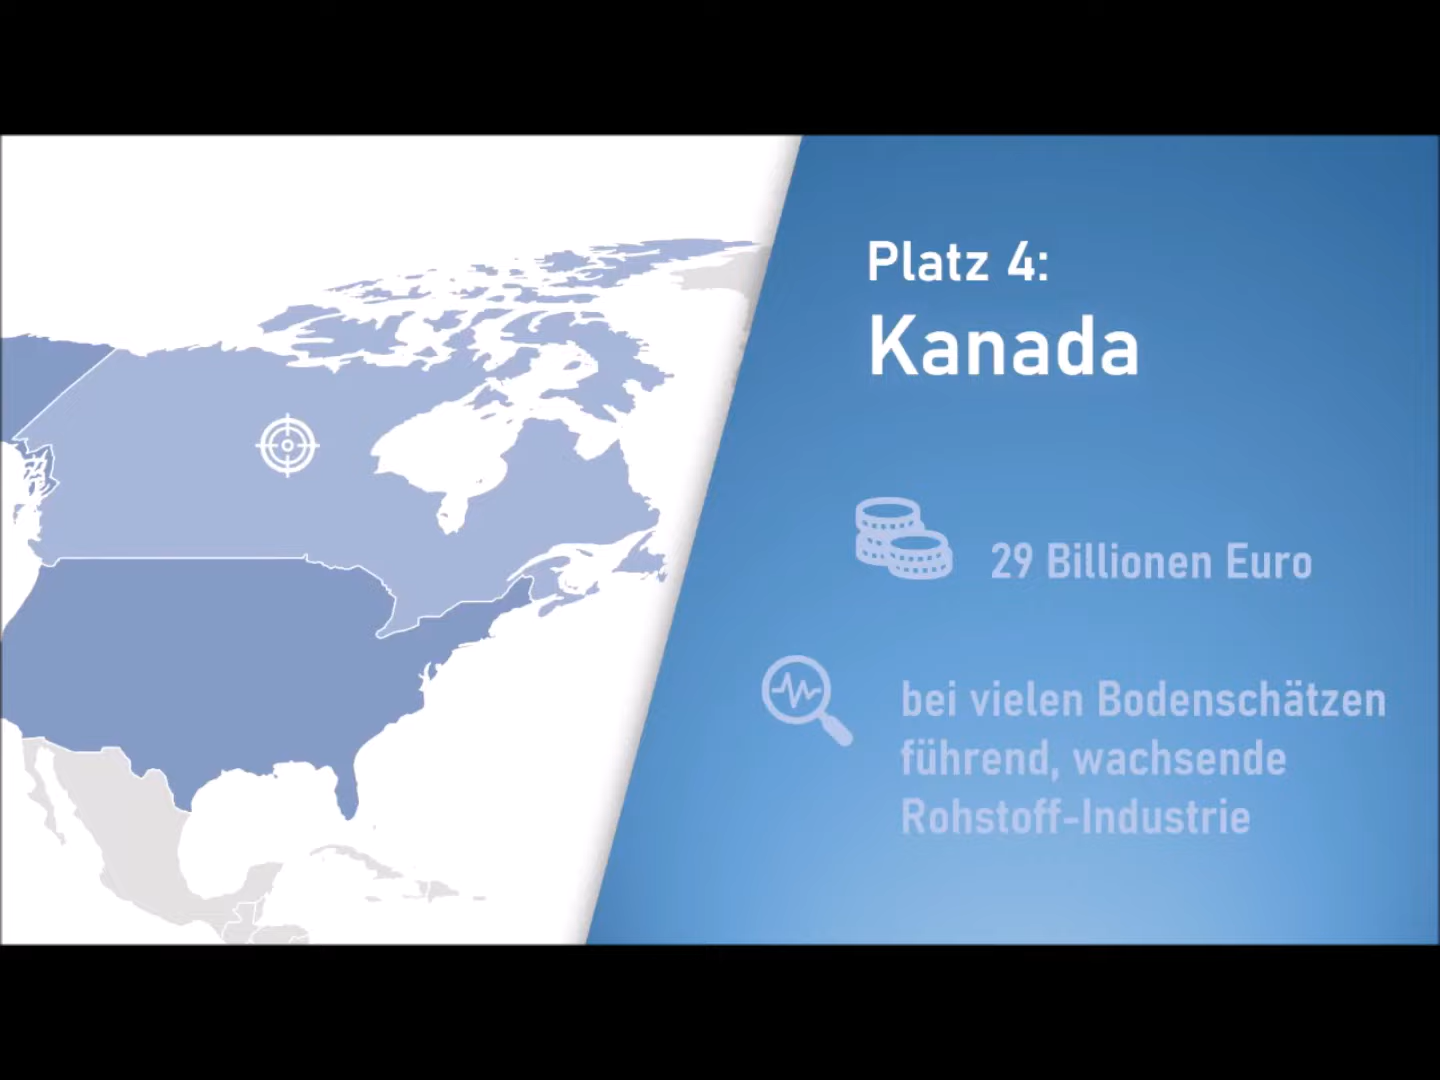 Platz 4:
Kanada
29 Billionen Euro
bei vielen Bodenschätzen
führend, wachsende
Rohstoff-Industrie